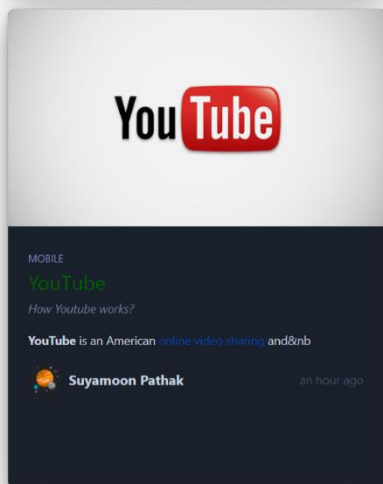 YouTube
MOBILE
YouTube
How Youtube works?
YouTube is an American online video sharing and&nb
Suyamoon Pathak an hour ago